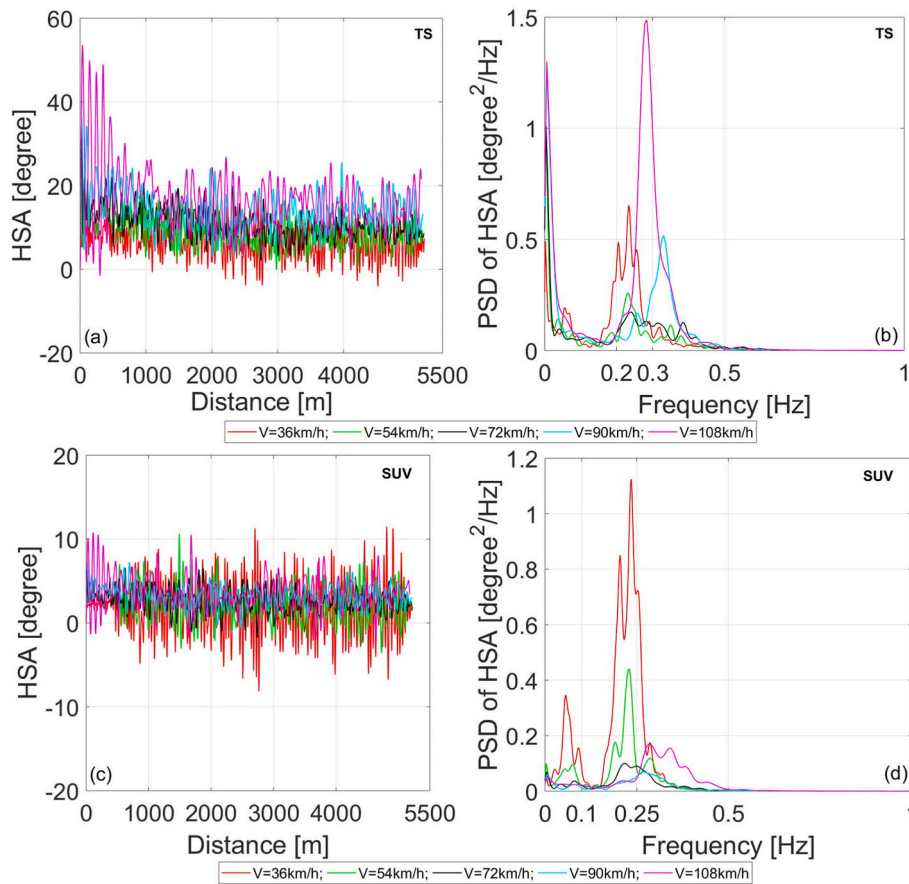 60
40
20
0
-20
HSA [degree]
TS
(a)
0 1000 2000 3000 4000 5500
Distance [m]
1.5
1
0.5
0
PSD of HSA [degree²/Hz]
TS
(b)
0 0.2 0.3 0.5 1
Frequency [Hz]
V=36km/h; V=54km/h; V=72km/h; V=90km/h; V=108km/h
20
10
0
-10
-20
HSA [degree]
SUV
(c)
0 1000 2000 3000 4000 5500
Distance [m]
1.2
1
0.8
0.6
0.4
0.2
0
PSD of HSA [degree²/Hz]
SUV
(d)
0 0.1 0.25 0.5 1
Frequency [Hz]
V=36km/h; V=54km/h; V=72km/h; V=90km/h; V=108km/h